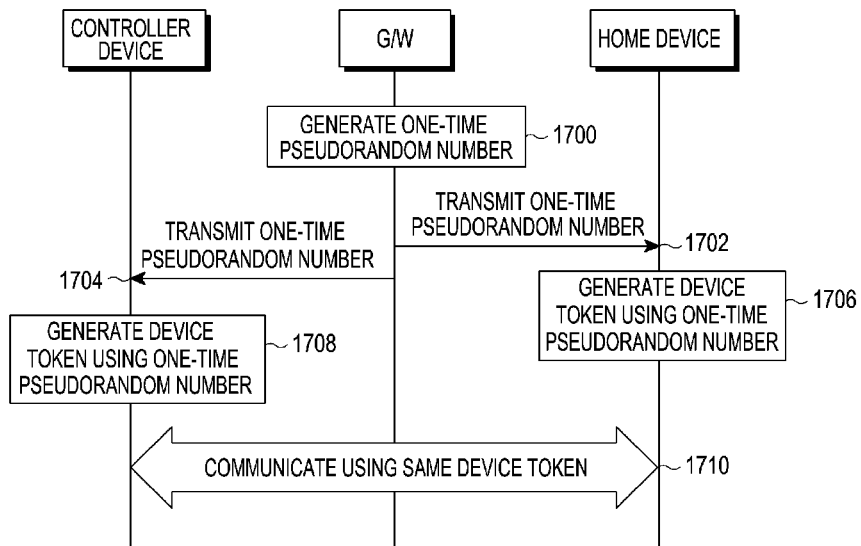 CONTROLLER
DEVICE
G/W
HOME DEVICE
GENERATE ONE-TIME
PSEUDORANDOM NUMBER
1700
TRANSMIT ONE-TIME
PSEUDORANDOM NUMBER
1702
TRANSMIT ONE-TIME
PSEUDORANDOM NUMBER
1704
GENERATE DEVICE
TOKEN USING ONE-TIME
PSEUDORANDOM NUMBER
1706
GENERATE DEVICE
TOKEN USING ONE-TIME
PSEUDORANDOM NUMBER
1708
COMMUNICATE USING SAME DEVICE TOKEN
1710